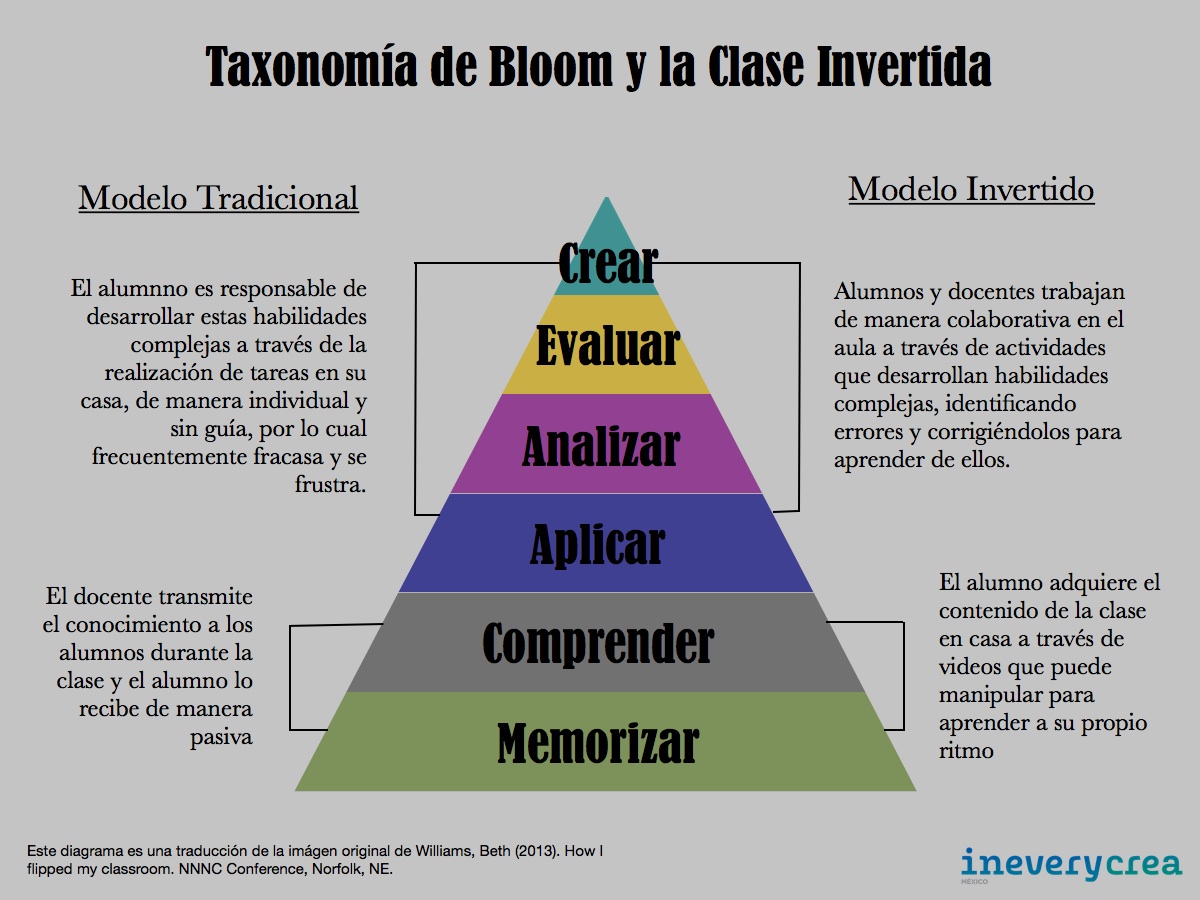 Taxonomía de Bloom y la Clase Invertida
Modelo Tradicional
El alumnno es responsable de
desarrollar estas habilidades
complejas a través de la
realización de tareas en su
casa, de manera individual y
sin guía, por lo cual
frecuentemente fracasa y se
frustra.
El docente transmite
el conocimiento a los
alumnos durante la
clase y el alumno lo
recibe de manera
pasiva
Crear
Evaluar
Analizar
Aplicar
Comprender
Memorizar
Modelo Invertido
Alumnos y docentes trabajan
de manera colaborativa en el
aula a través de actividades
que desarrollan habilidades
complejas, identificando
errores y corrigiéndolos para
aprender de ellos.
El alumno adquiere el
contenido de la clase
en casa a través de
videos que puede
manipular para
aprender a su propio
ritmo
Este diagrama es una traducción de la imágen original de Williams, Beth (2013). How I
flipped my classroom. NNNC Conference, Norfolk, NE.
ineverycrea
MÉXICO